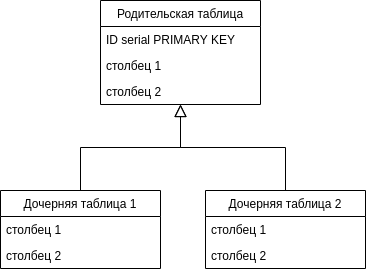 Родительская таблица
ID serial PRIMARY KEY
столбец 1
столбец 2
Дочерняя таблица 1
столбец 1
столбец 2
Дочерняя таблица 2
столбец 1
столбец 2